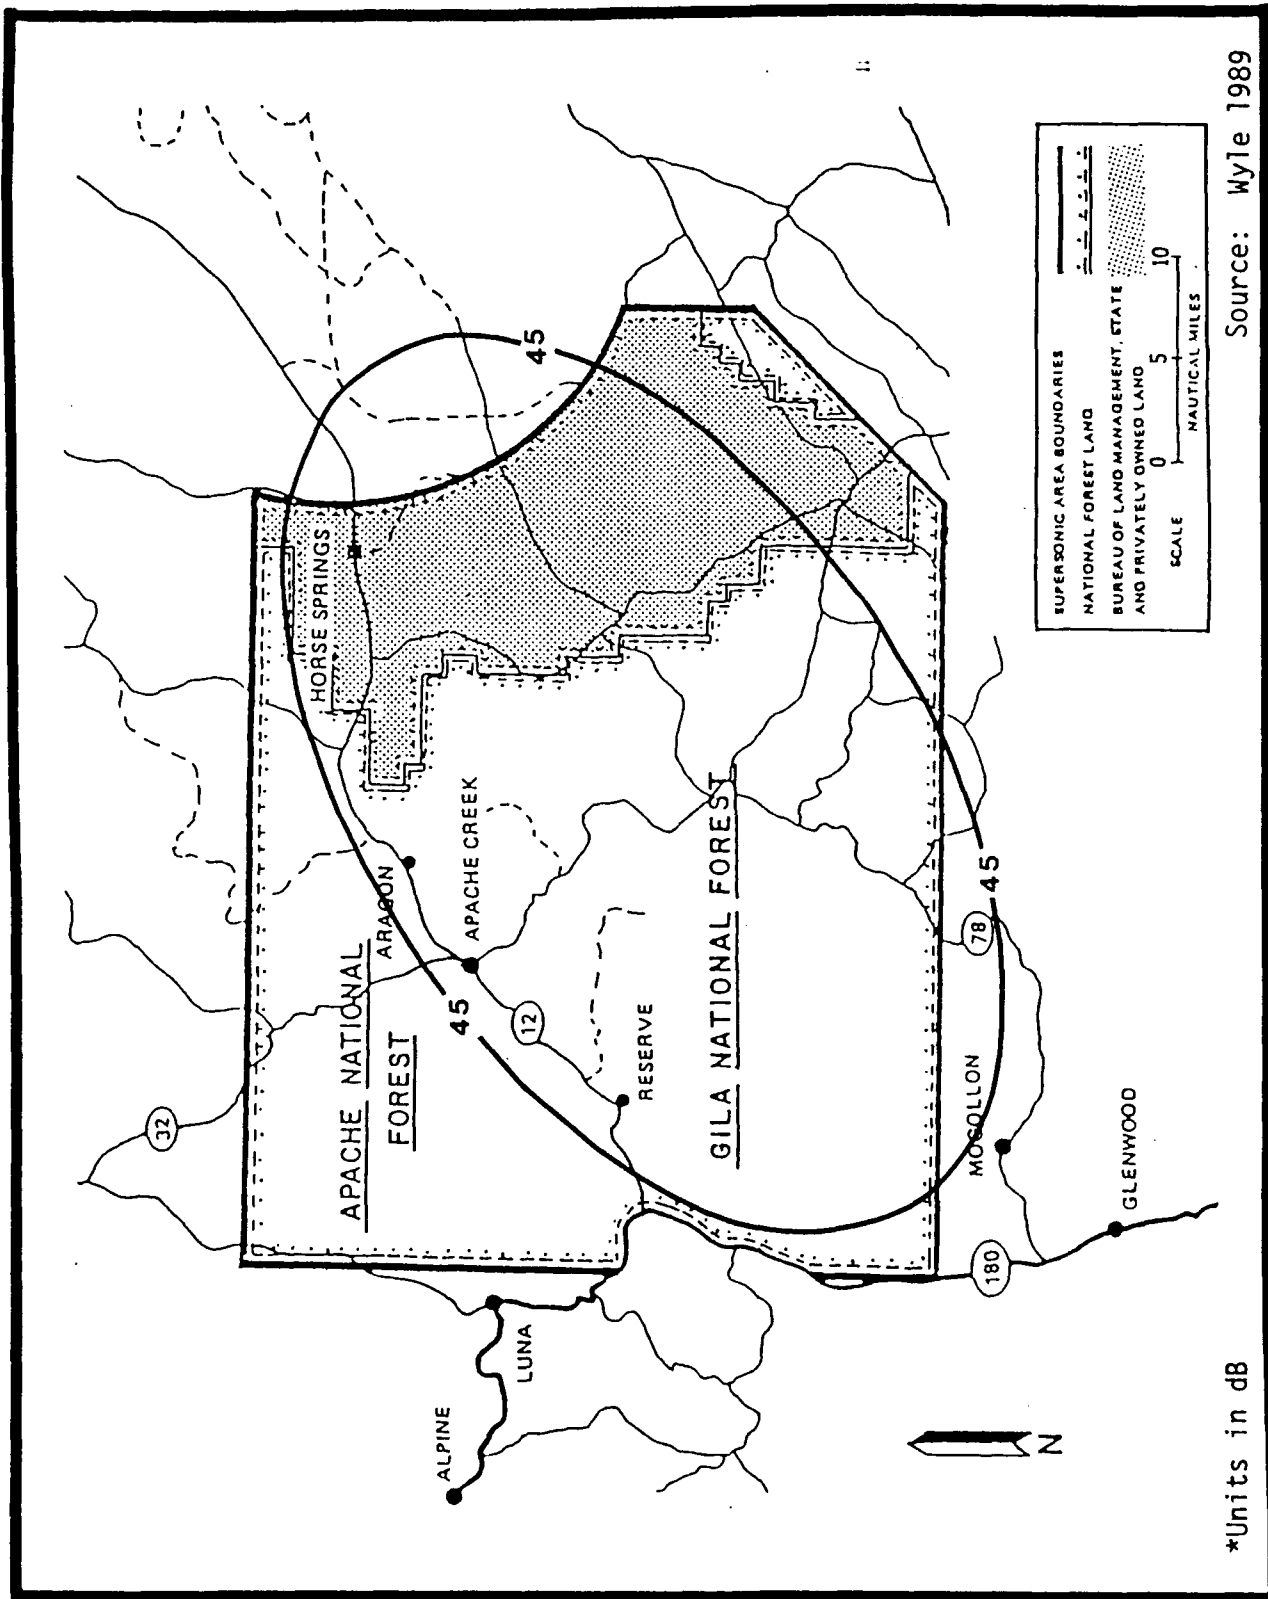 45
HORSE SPRINGS
ARAGON
APACHE CREEK
APACHE NATIONAL
FOREST
45
12
RESERVE
GILA NATIONAL FOREST
32
45
78
MOGOLLON
GLENWOOD
180
LUNA
ALPINE
N
SUPERSONIC AREA BOUNDARIES
NATIONAL FOREST LAND
BUREAU OF LAND MANAGEMENT, STATE
AND PRIVATELY OWNED LAND
SCALE
0 5 10
NAUTICAL MILES
*Units in dB
Source: Wyle 1989